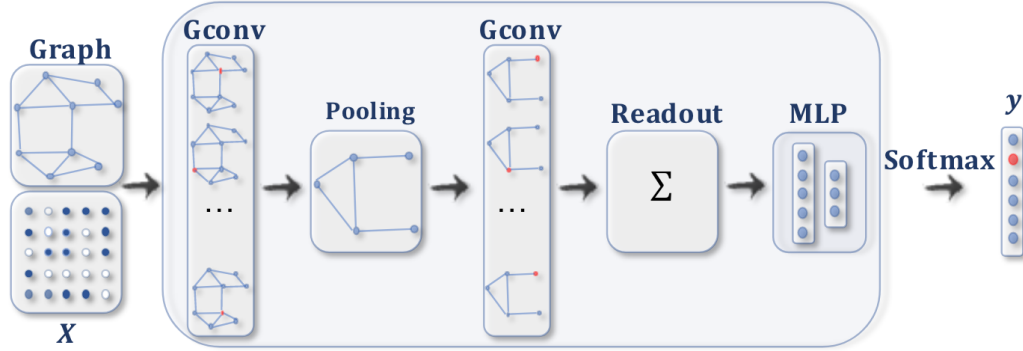 Graph
X
Gconv
...
Pooling
Gconv
...
Readout
Σ
MLP
Softmax
y